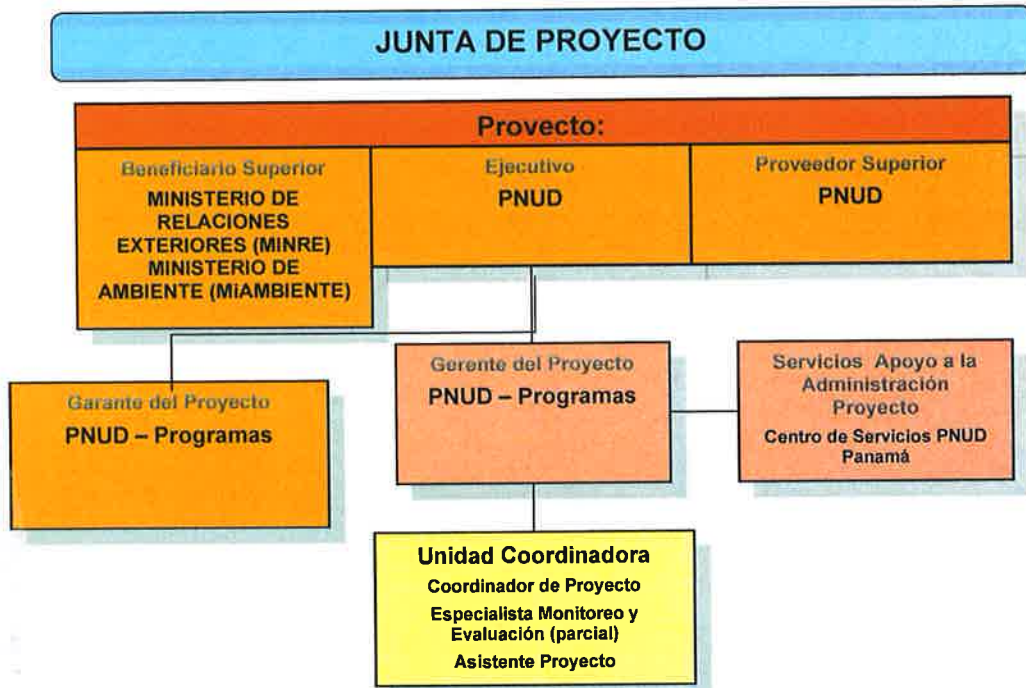 JUNTA DE PROYECTO
Proyecto:
Beneficiario Superior
MINISTERIO DE
RELACIONES
EXTERIORES (MINRE)
MINISTERIO DE
AMBIENTE (MiAMBIENTE)
Ejecutivo
PNUD
Proveedor Superior
PNUD
Garante del Proyecto
PNUD – Programas
Gerente del Proyecto
PNUD – Programas
Servicios Apoyo a la
Administración
Proyecto
Centro de Servicios PNUD
Panamá
Unidad Coordinadora
Coordinador de Proyecto
Especialista Monitoreo y
Evaluación (parcial)
Asistente Proyecto